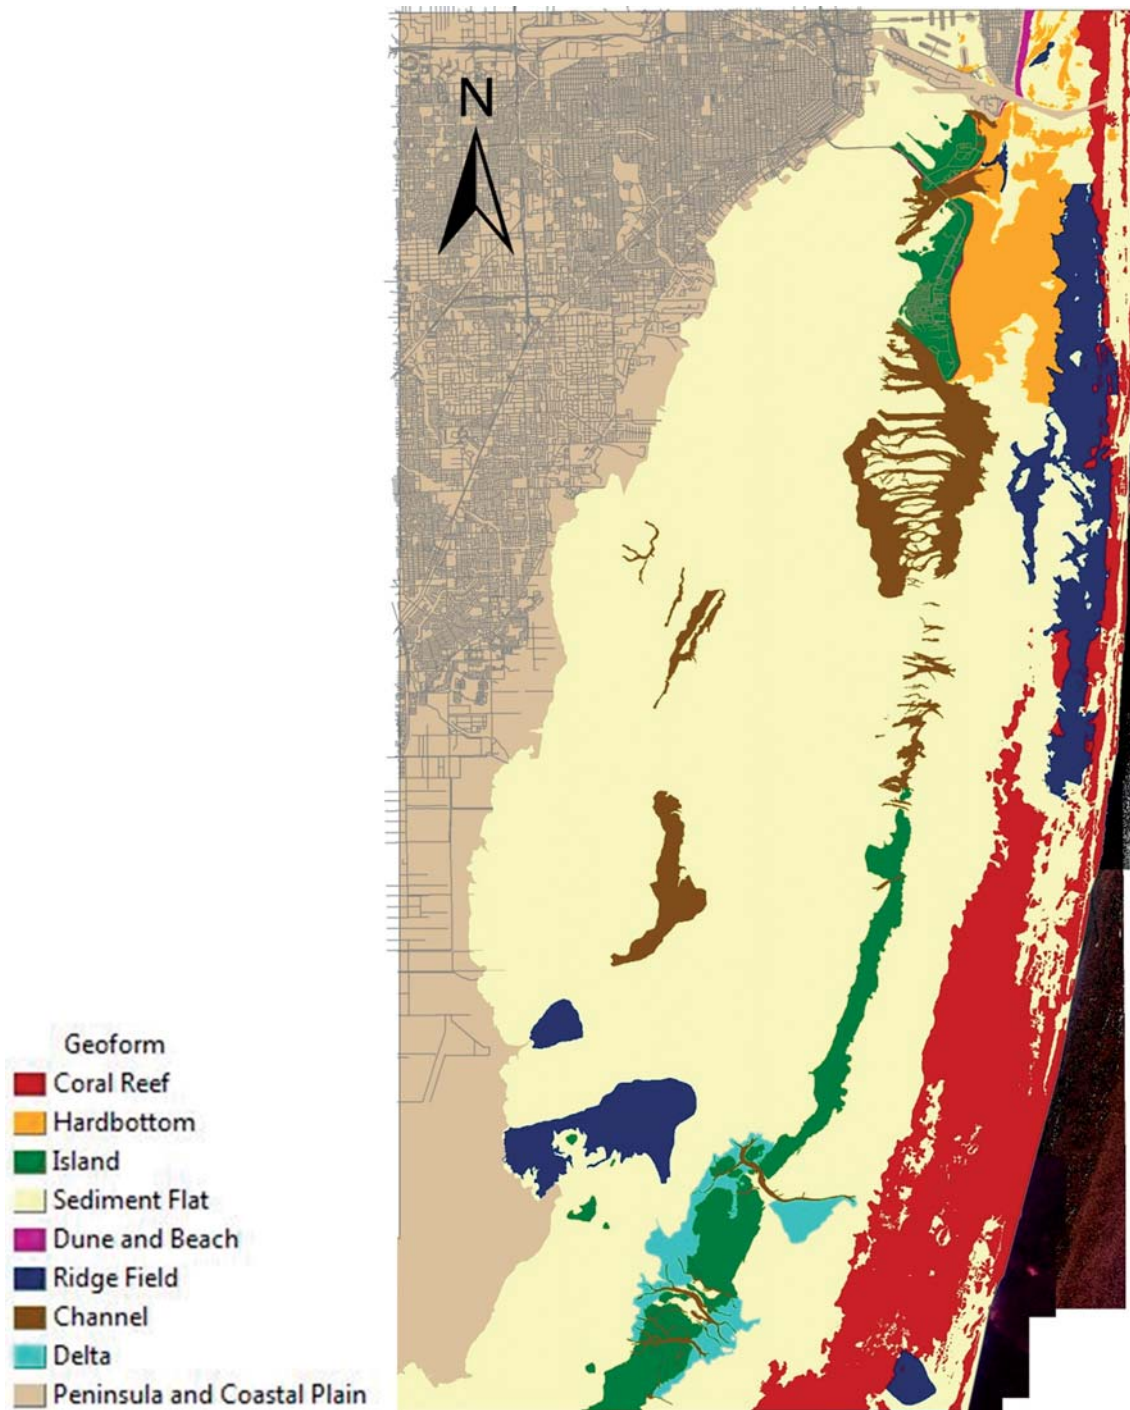 N
Geoform
Coral Reef
Hardbottom
Island
Sediment Flat
Dune and Beach
Ridge Field
Channel
Delta
Peninsula and Coastal Plain